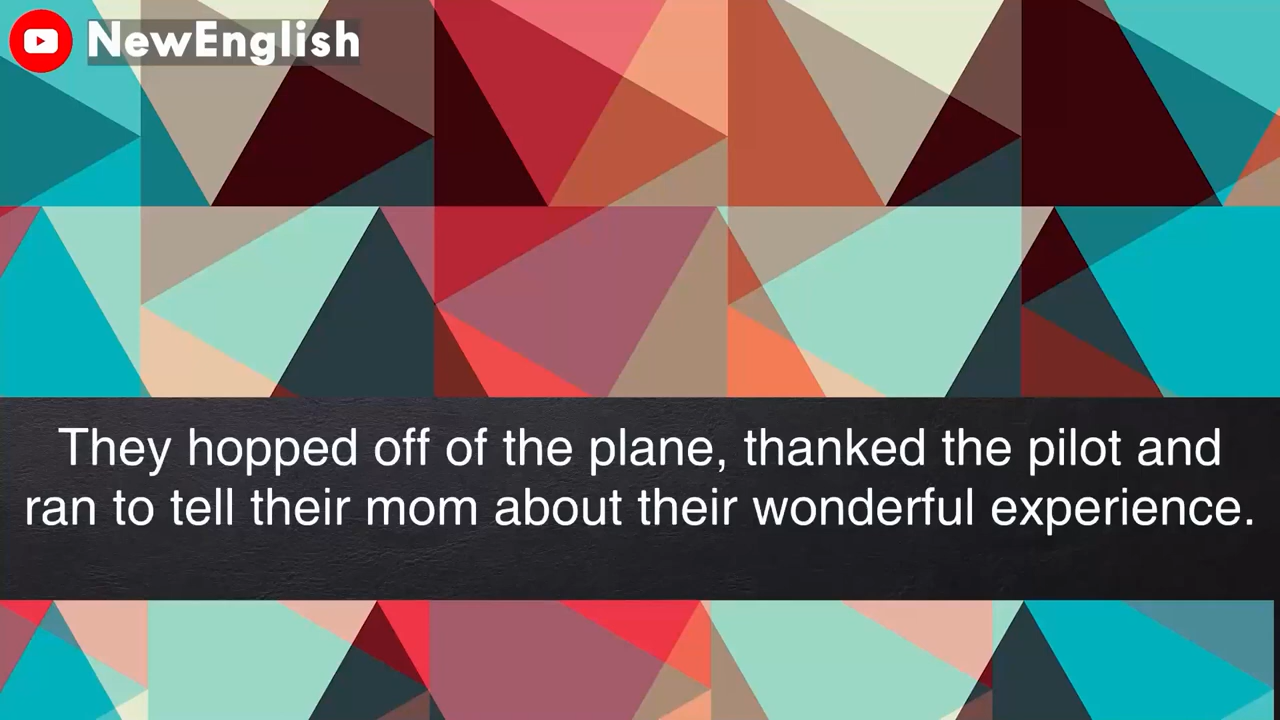 NewEnglish
They hopped off of the plane, thanked the pilot and
ran to tell their mom about their wonderful experience.